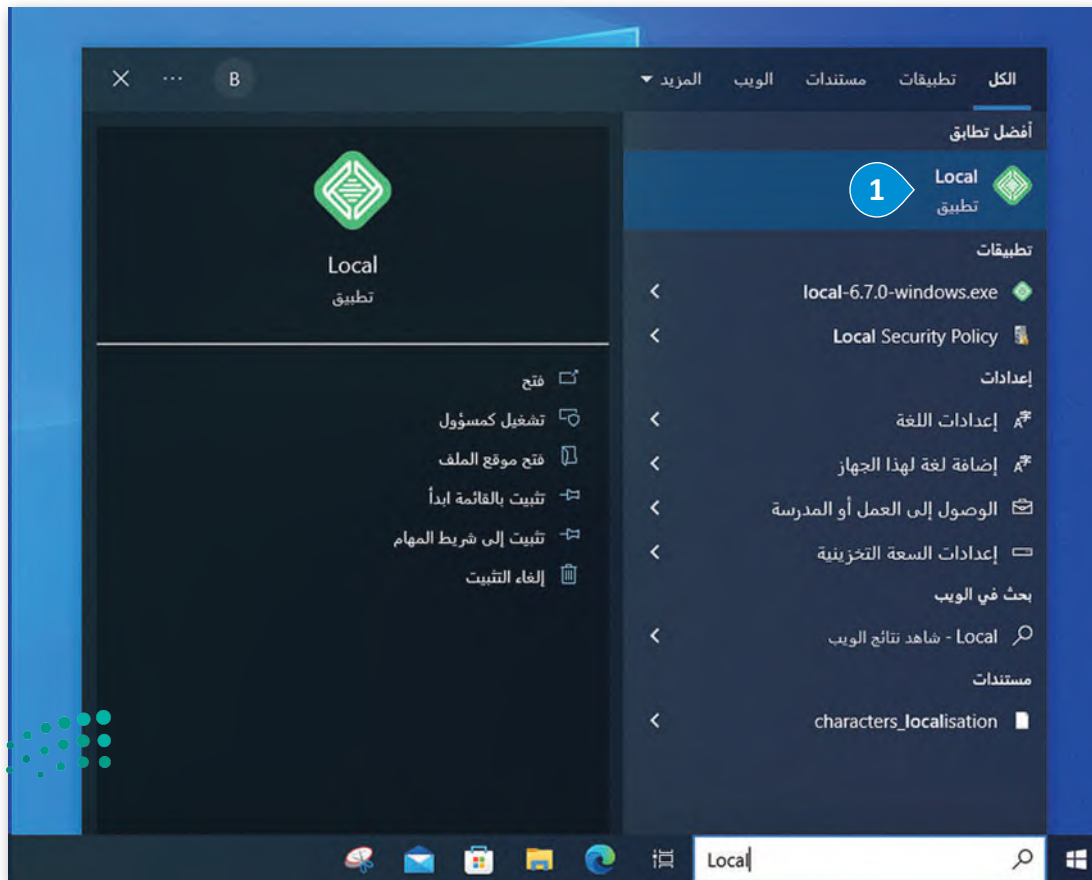 الكل تطبيقات مستندات الويب المزيد
B ...
أفضل تطابق
Local
تطبيق
1
تطبيقات
local-6.7.0-windows.exe
Local Security Policy
إعدادات
إعدادات اللغة
إضافة لغة لهذا الجهاز
الوصول إلى العمل أو المدرسة
إعدادات السعة التخزينية
بحث في الويب
Local - شاهد نتائج الويب
مستندات
characters_localisation
Local
تطبيق
فتح
تشغيل كمسؤول
فتح موقع الملف
تثبيت بالقائمة ابدأ
تثبيت إلى شريط المهام
إلغاء التثبيت
Local